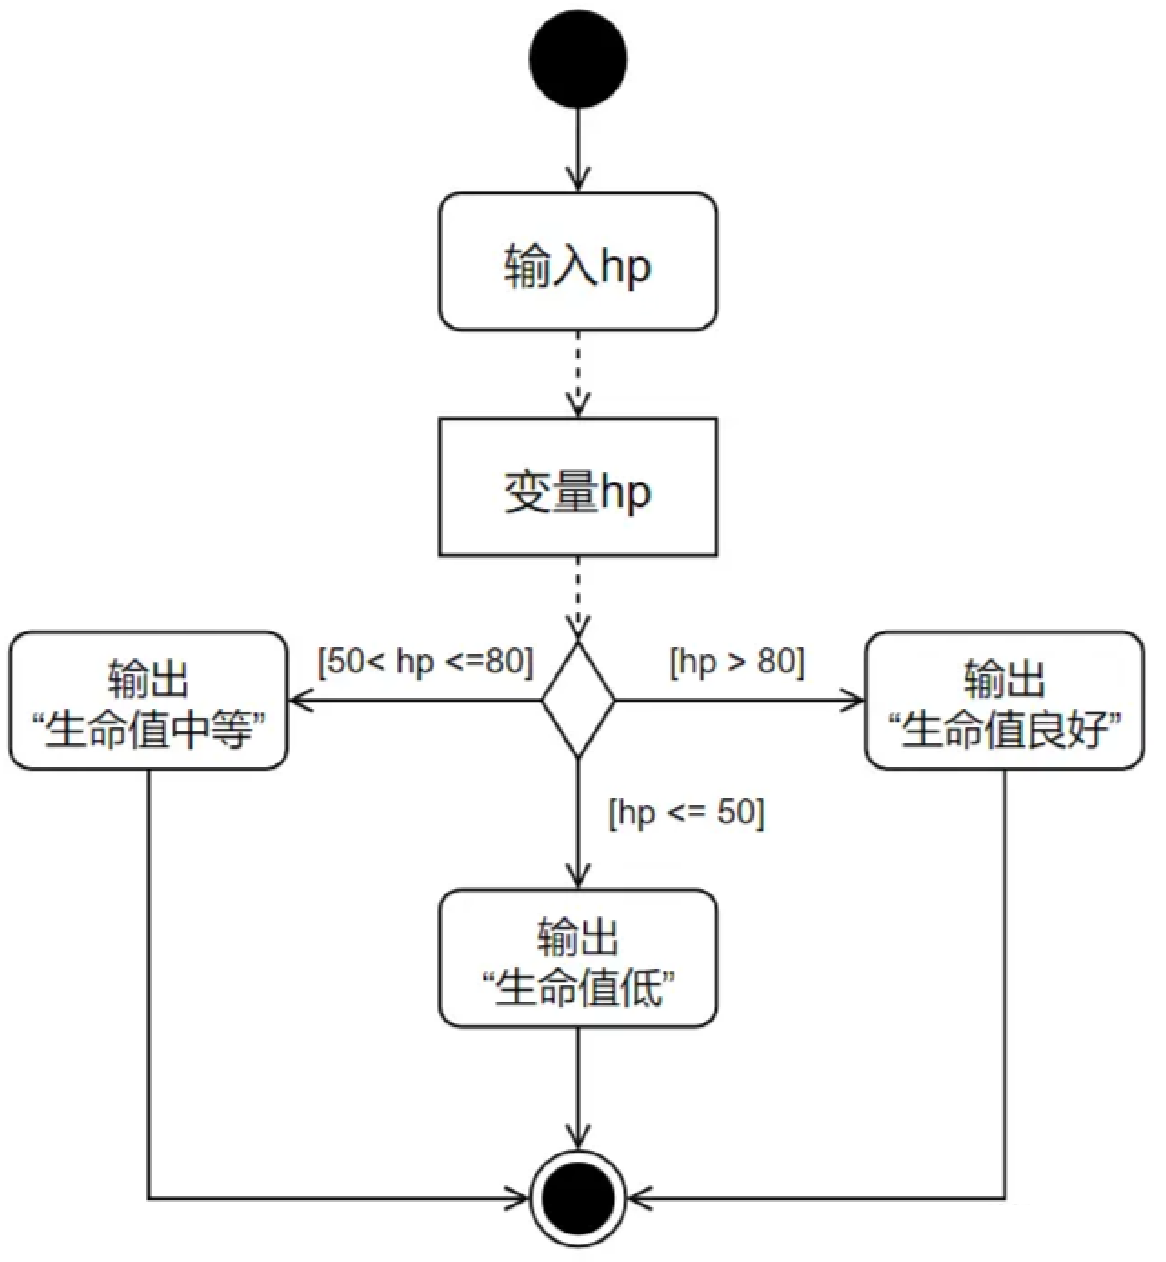 输入hp
变量hp
[50< hp <=80]
[hp > 80]
输出
“生命值中等”
输出
“生命值良好”
[hp <= 50]
输出
“生命值低”